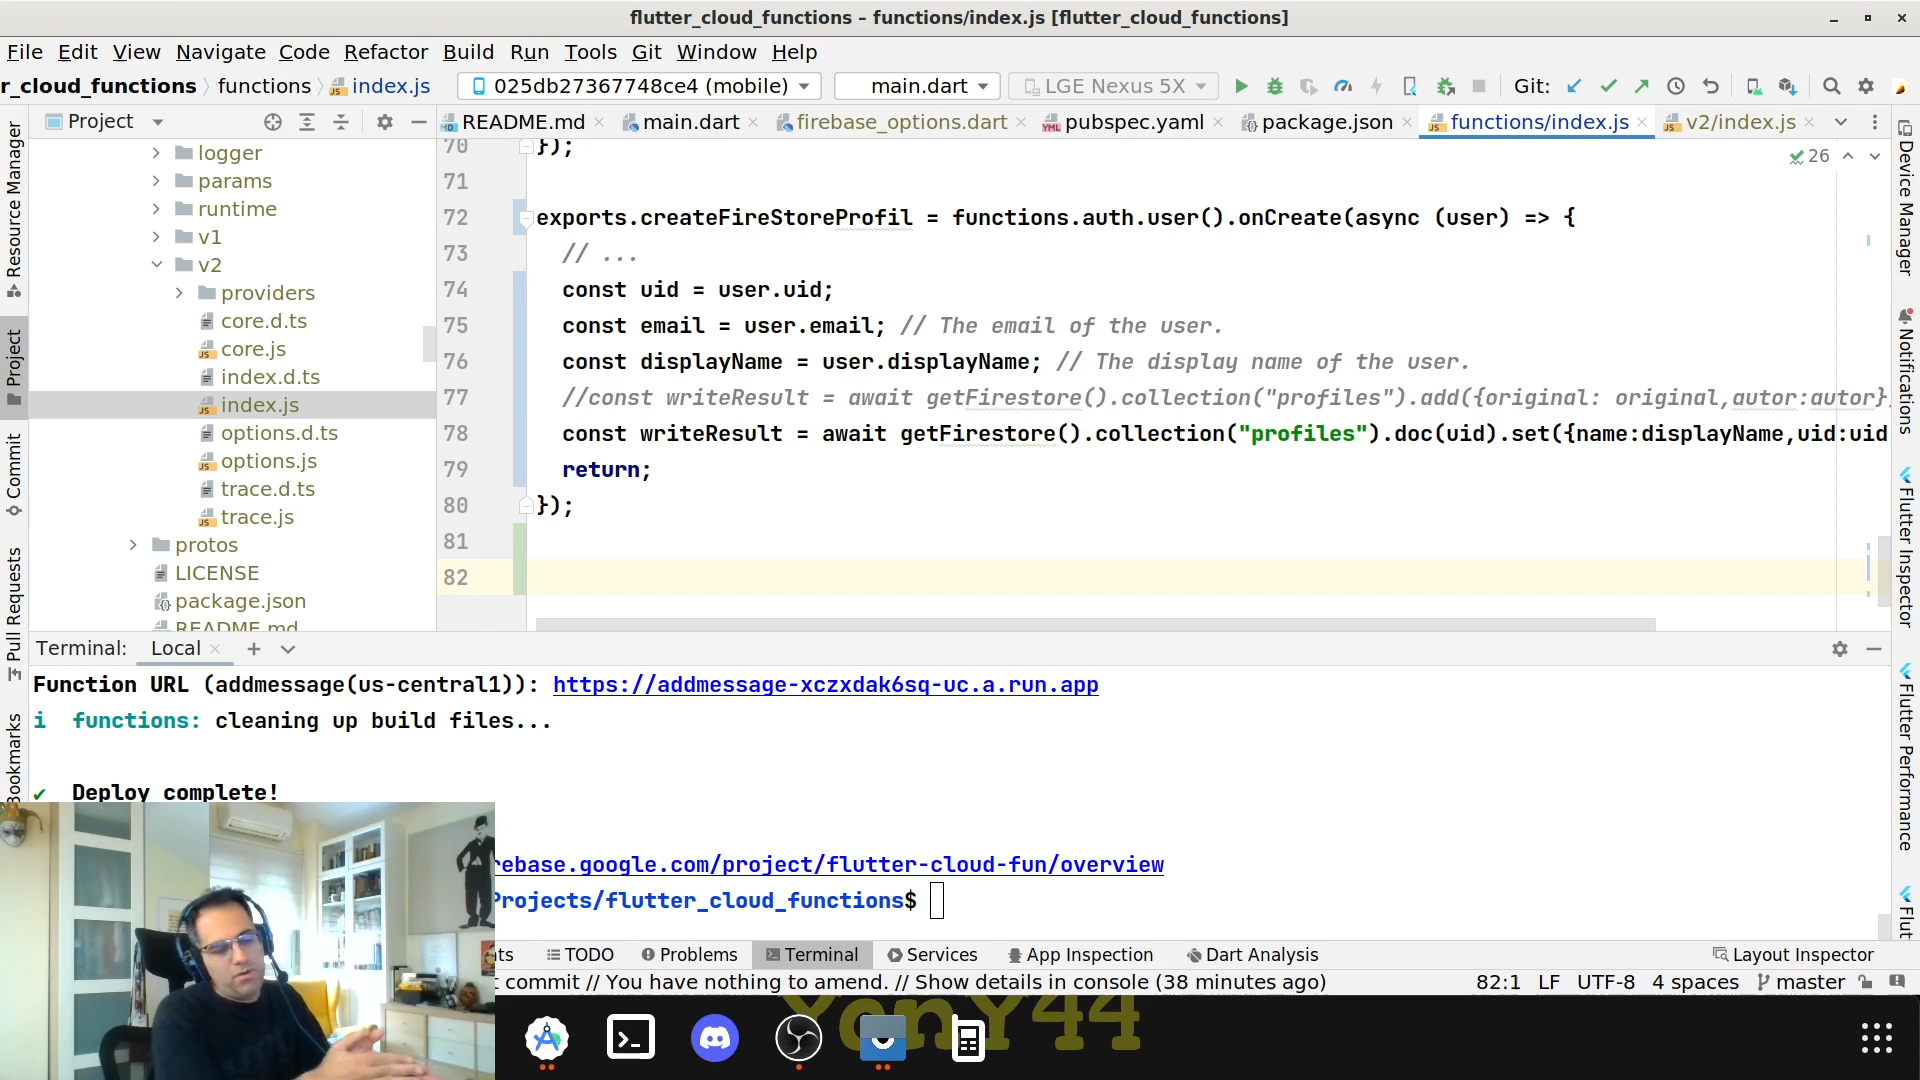 flutter_cloud_functions – functions/index.js [flutter_cloud_functions]
File Edit View Navigate Code Refactor Build Run Tools Git Window Help
r_cloud_functions functions index.js 025db27367748ce4 (mobile) main.dart LGE Nexus 5X Git:
Project
README.md main.dart firebase_options.dart pubspec.yaml package.json functions/index.js v2/index.js
logger
params
runtime
v1
v2
providers
core.d.ts
core.js
index.d.ts
index.js
options.d.ts
options.js
trace.d.ts
trace.js
protos
LICENSE
package.json
README.md
26
70 });
71
72 exports.createFireStoreProfil = functions.auth.user().onCreate(async (user) => {
73 // ...
74 const uid = user.uid;
75 const email = user.email; // The email of the user.
76 const displayName = user.displayName; // The display name of the user.
77 //const writeResult = await getFirestore().collection("profiles").add({original: original,autor:autor}
78 const writeResult = await getFirestore().collection("profiles").doc(uid).set({name:displayName,uid:uid
79 return;
80 });
81
82
Resource Manager
Project
Commit
Pull Requests
Bookmarks
Device Manager
Notifications
Flutter Inspector
Flutter Performance
Flut
Terminal: Local
Function URL (addmessage(us-central1)): https://addmessage-xczxdak6sq-uc.a.run.app
i functions: cleaning up build files...
✔ Deploy complete!
rebase.google.com/project/flutter-cloud-fun/overview
Projects/flutter_cloud_functions$
ts TODO Problems Terminal Services App Inspection Dart Analysis Layout Inspector
t commit // You have nothing to amend. // Show details in console (38 minutes ago) 82:1 LF UTF-8 4 spaces master
YonY44